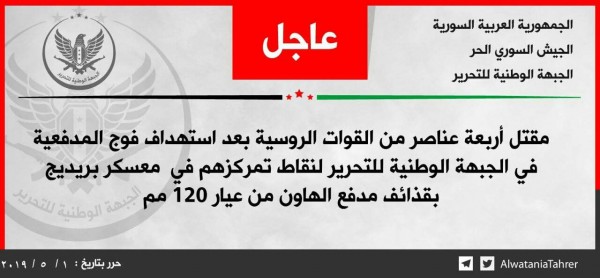 الجمهورية العربية السورية
الجيش السوري الحر
الجبهة الوطنية للتحرير
عاجل
الجبهة الوطنية للتحرير
مقتل أربعة عناصر من القوات الروسية بعد استهداف فوج المدفعية
في الجبهة الوطنية للتحرير لنقاط تمركزهم في معسكر بريديج
بقذائف مدفع الهاون من عيار 120 مم
حرر بتاريخ : ١ / ٥ / ٢٠١٩
AlwataniaTahrer